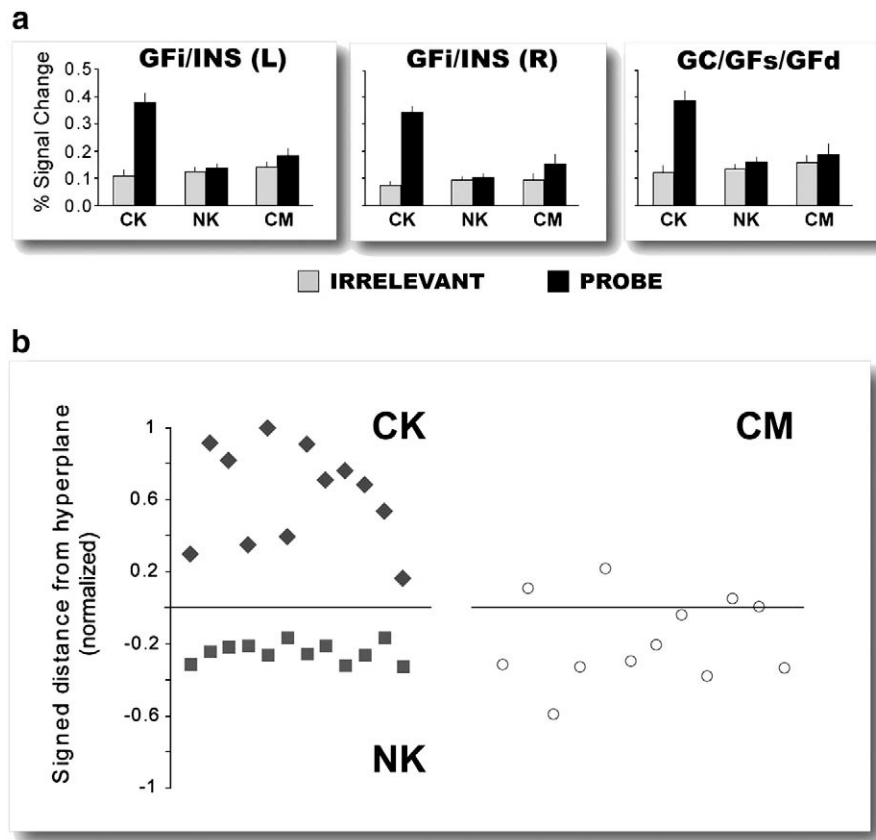 a
GFi/INS (L)
GFi/INS (R)
GC/GFs/GFd
% Signal Change
0.5
0.4
0.3
0.2
0.1
0.0
CK NK CM
CK NK CM
CK NK CM
IRRELEVANT PROBE
b
Signed distance from hyperplane
(normalized)
1
0.6
0.2
-0.2
-0.6
-1
CK
NK
CM